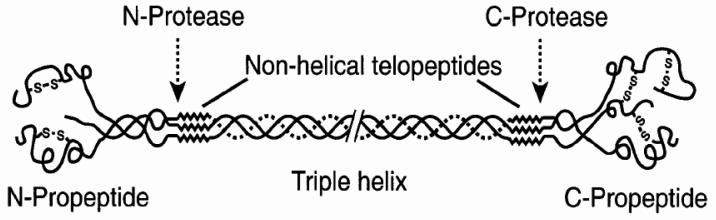 N-Protease
C-Protease
Non-helical telopeptides
S-S
S-S
S-S
S-S
S-S
N-Propeptide
Triple helix
C-Propeptide